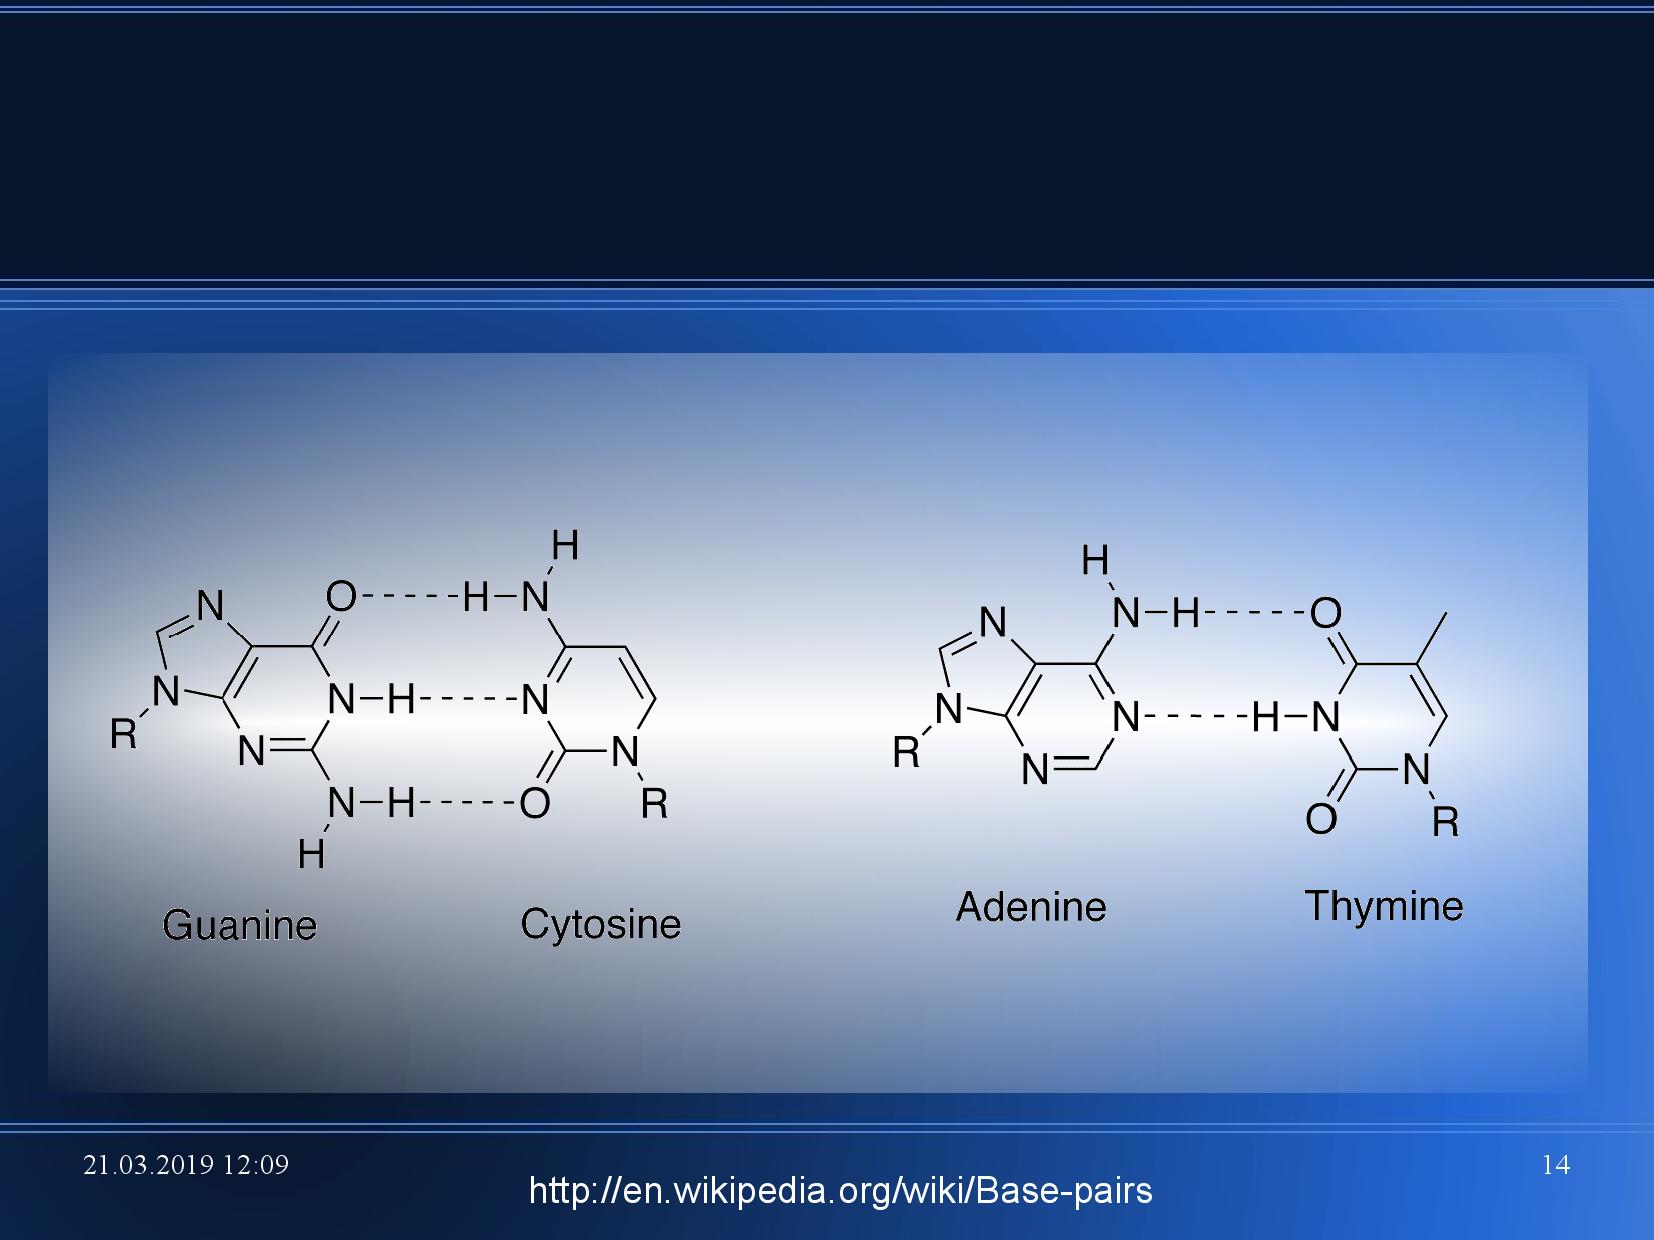 H
H
O H N
N
N
N H N
R
N
N
N H O
R
H
Guanine
Cytosine
H
N H O
N
N
N H N
R
N
N
O
R
Adenine
Thymine
21.03.2019 12:09
http://en.wikipedia.org/wiki/Base-pairs
14